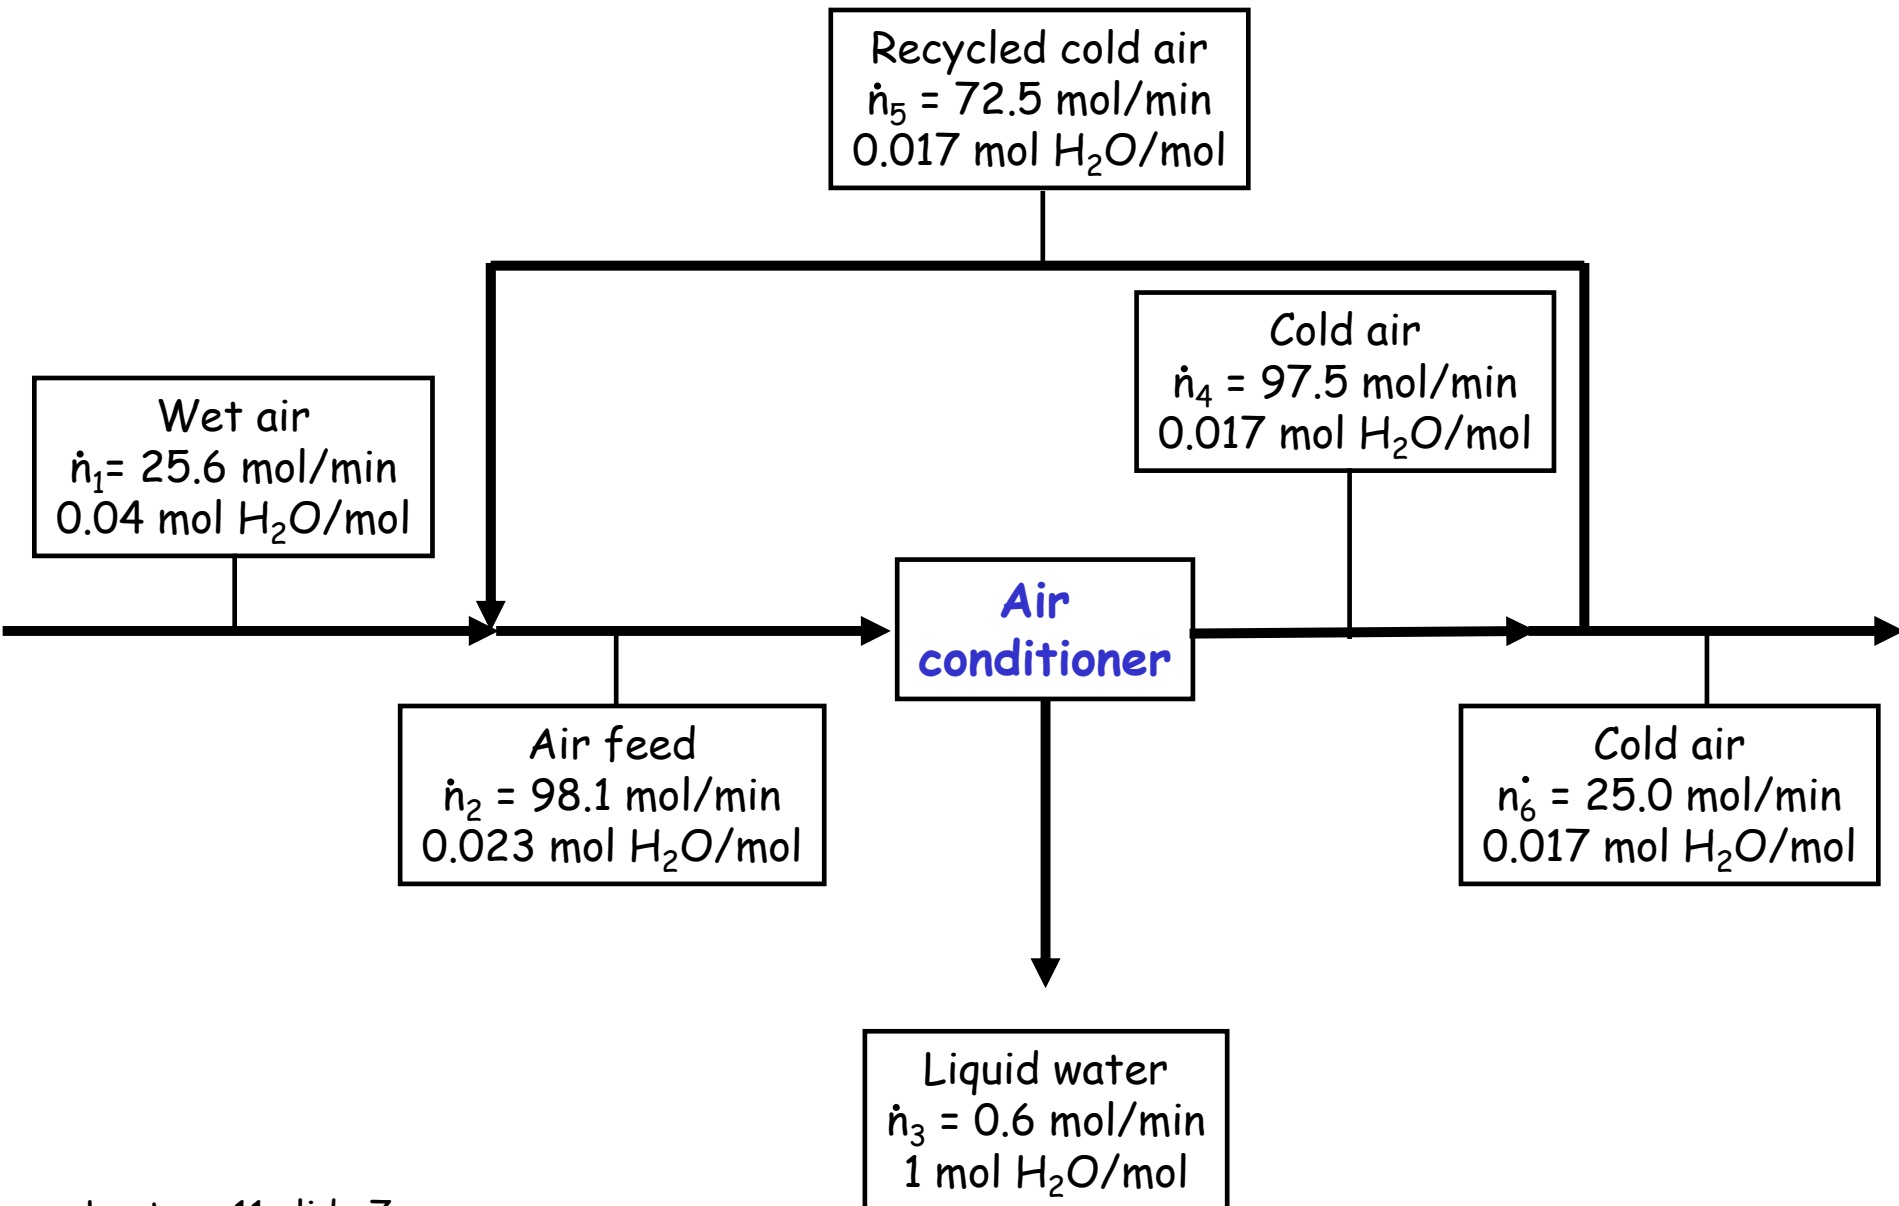 Recycled cold air
ṅ₅ = 72.5 mol/min
0.017 mol H₂O/mol
Cold air
ṅ₄ = 97.5 mol/min
0.017 mol H₂O/mol
Wet air
ṅ₁= 25.6 mol/min
0.04 mol H₂O/mol
Air
conditioner
Air feed
ṅ₂ = 98.1 mol/min
0.023 mol H₂O/mol
Cold air
ṅ₆ = 25.0 mol/min
0.017 mol H₂O/mol
Liquid water
ṅ₃ = 0.6 mol/min
1 mol H₂O/mol